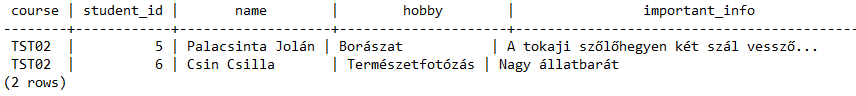 course | student_id | name | hobby | important_info
--------+------------+------------------+--------------------+-------------------------------------------
TST02 | 5 | Palacsinta Jolán | Borászat | A tokaji szőlőhegyen két szál vessző...
TST02 | 6 | Csin Csilla | Természetfotózás | Nagy állatbarát
(2 rows)